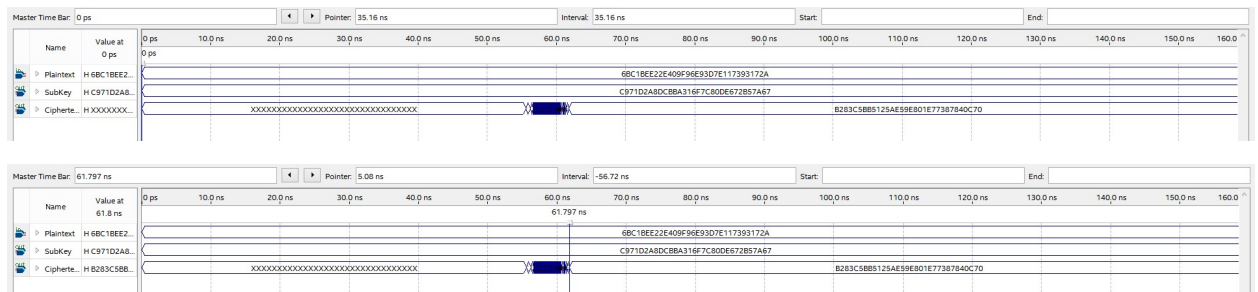 Master Time Bar: 0 ps Pointer: 35.16 ns Interval: 35.16 ns Start: End:
Name Value at 0 ps 0 ps 10.0 ns 20.0 ns 30.0 ns 40.0 ns 50.0 ns 60.0 ns 70.0 ns 80.0 ns 90.0 ns 100.0 ns 110.0 ns 120.0 ns 130.0 ns 140.0 ns 150.0 ns 160.0
0 ps
Plaintext H 6BC1BEE2... 6BC1BEE22E409F96E93D7E117393172A
SubKey H C971D2A8... C971D2A8DCBBA316F7C80DE672B57A67
Cipherte... H XXXXXXX... XXXXXXXXXXXXXXXXXXXXXXXXXXXXXXXX B283C5BB5125AE59E801E77387840C70
Master Time Bar: 61.797 ns Pointer: 5.08 ns Interval: -56.72 ns Start: End:
Name Value at 61.8 ns 0 ps 10.0 ns 20.0 ns 30.0 ns 40.0 ns 50.0 ns 60.0 ns 70.0 ns 80.0 ns 90.0 ns 100.0 ns 110.0 ns 120.0 ns 130.0 ns 140.0 ns 150.0 ns 160.0
61.797 ns
Plaintext H 6BC1BEE2... 6BC1BEE22E409F96E93D7E117393172A
SubKey H C971D2A8... C971D2A8DCBBA316F7C80DE672B57A67
Cipherte... H B283C5BB... XXXXXXXXXXXXXXXXXXXXXXXXXXXXXXXX B283C5BB5125AE59E801E77387840C70